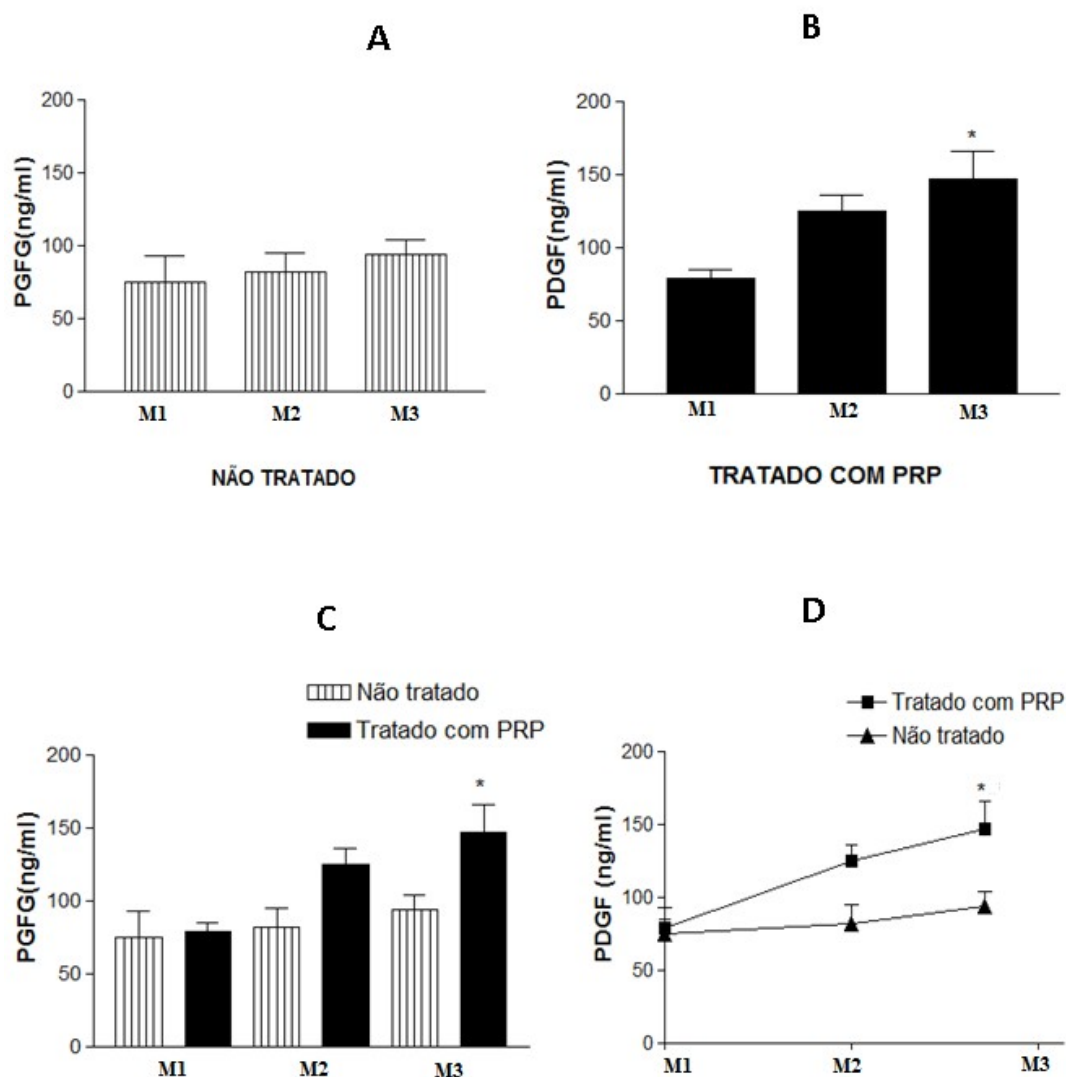 A
200
150
100
50
0
PGFG(ng/ml)
M1 M2 M3
NÃO TRATADO
B
200
150
100
50
0
PDGF(ng/ml)
*
M1 M2 M3
TRATADO COM PRP
C
Não tratado
Tratado com PRP
200
150
100
50
0
PGFG(ng/ml)
*
M1 M2 M3
D
Tratado com PRP
Não tratado
200
150
100
50
0
PDGF (ng/ml)
*
M1 M2 M3